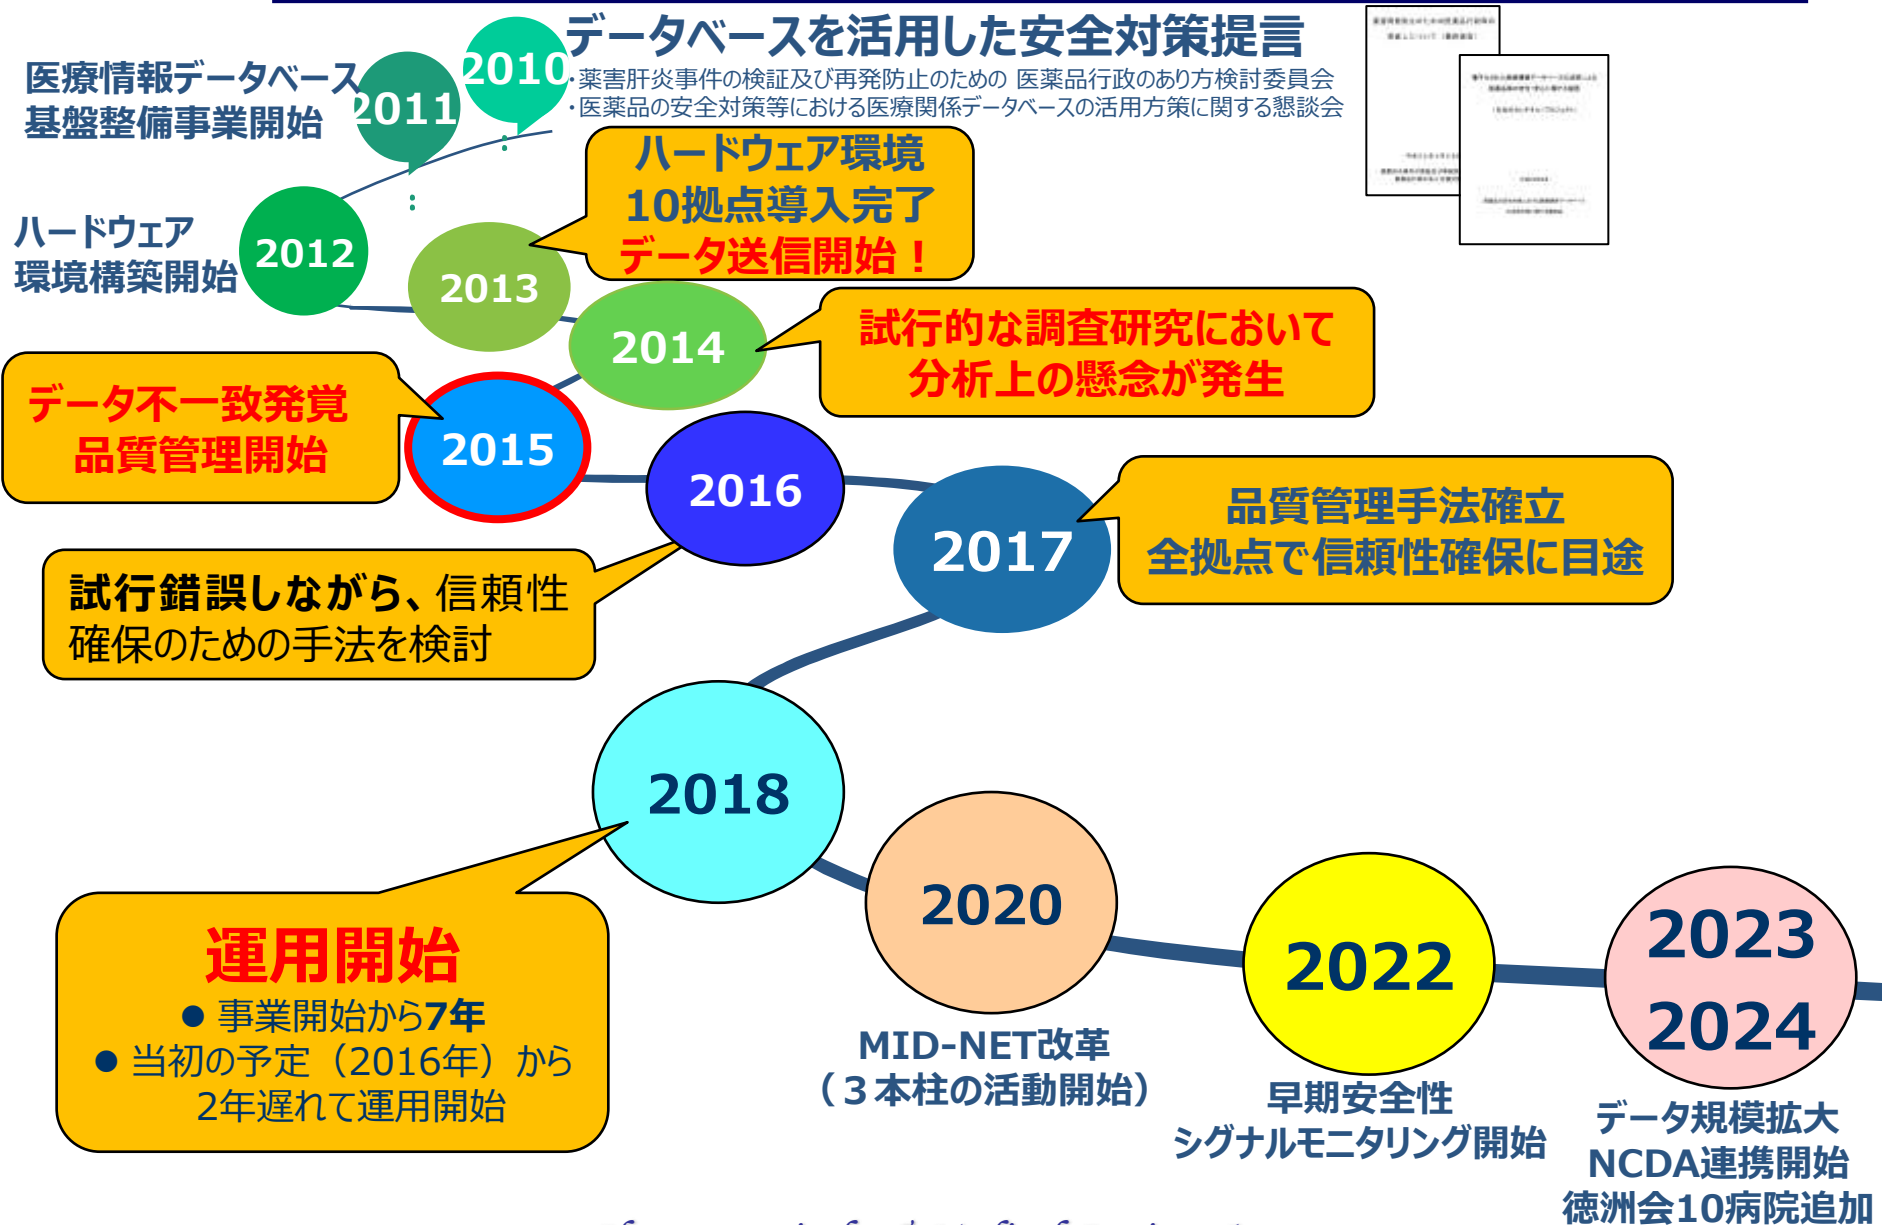 データベースを活用した安全対策提言
・薬害肝炎事件の検証及び再発防止のための 医薬品行政のあり方検討委員会
・医薬品の安全対策等における医療関係データベースの活用方策に関する懇談会
2010
医療情報データベース
基盤整備事業開始
2011
ハードウェア
環境構築開始
2012
ハードウェア環境
10拠点導入完了
データ送信開始！
2013
2014
試行的な調査研究において
分析上の懸念が発生
データ不一致発覚
品質管理開始
2015
2016
試行錯誤しながら、信頼性
確保のための手法を検討
2017
品質管理手法確立
全拠点で信頼性確保に目途
2018
運用開始
● 事業開始から7年
● 当初の予定（2016年）から
2年遅れて運用開始
2020
MID-NET改革
（３本柱の活動開始）
2022
早期安全性
シグナルモニタリング開始
2023
2024
データ規模拡大
NCDA連携開始
徳洲会10病院追加